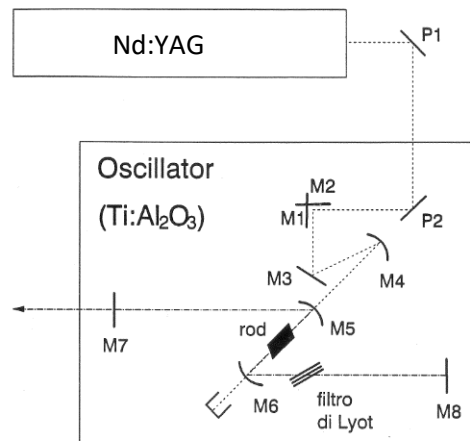 Nd:YAG
P1
Oscillator
(Ti:Al₂O₃)
M2
M1
P2
M4
M3
M5
M7
rod
M6
filtro
di Lyot
M8